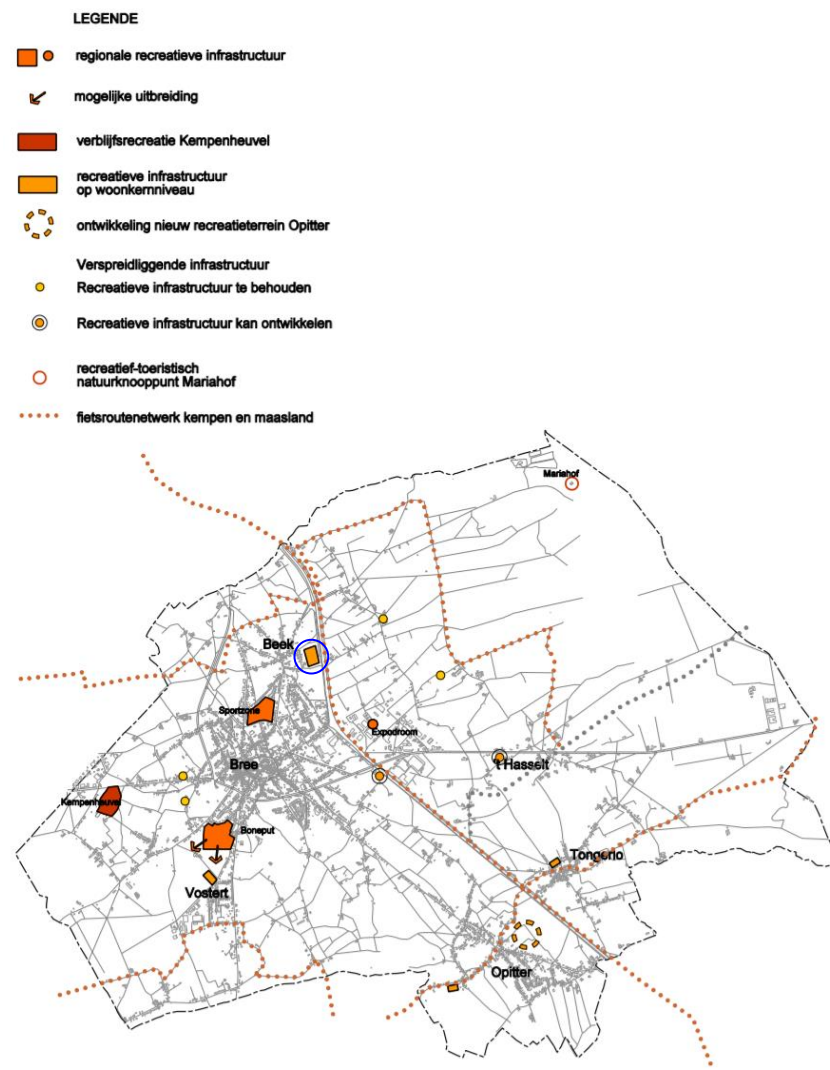 LEGENDE
regionale recreatieve infrastructuur
mogelijke uitbreiding
verblijfsrecreatie Kempenheuvel
recreatieve infrastructuur
op woonkernniveau
ontwikkeling nieuw recreatieterrein Opitter
Verspreidliggende infrastructuur
Recreatieve infrastructuur te behouden
Recreatieve infrastructuur kan ontwikkelen
recreatief-toeristisch
natuurknooppunt Mariahof
fietsroutenetwerk kempen en maasland
Mariahof
Beek
Sportzone
Expodroom
Bree
't Hasselt
Kempenheuvel
Boneput
Tongerlo
Vostert
Opitter